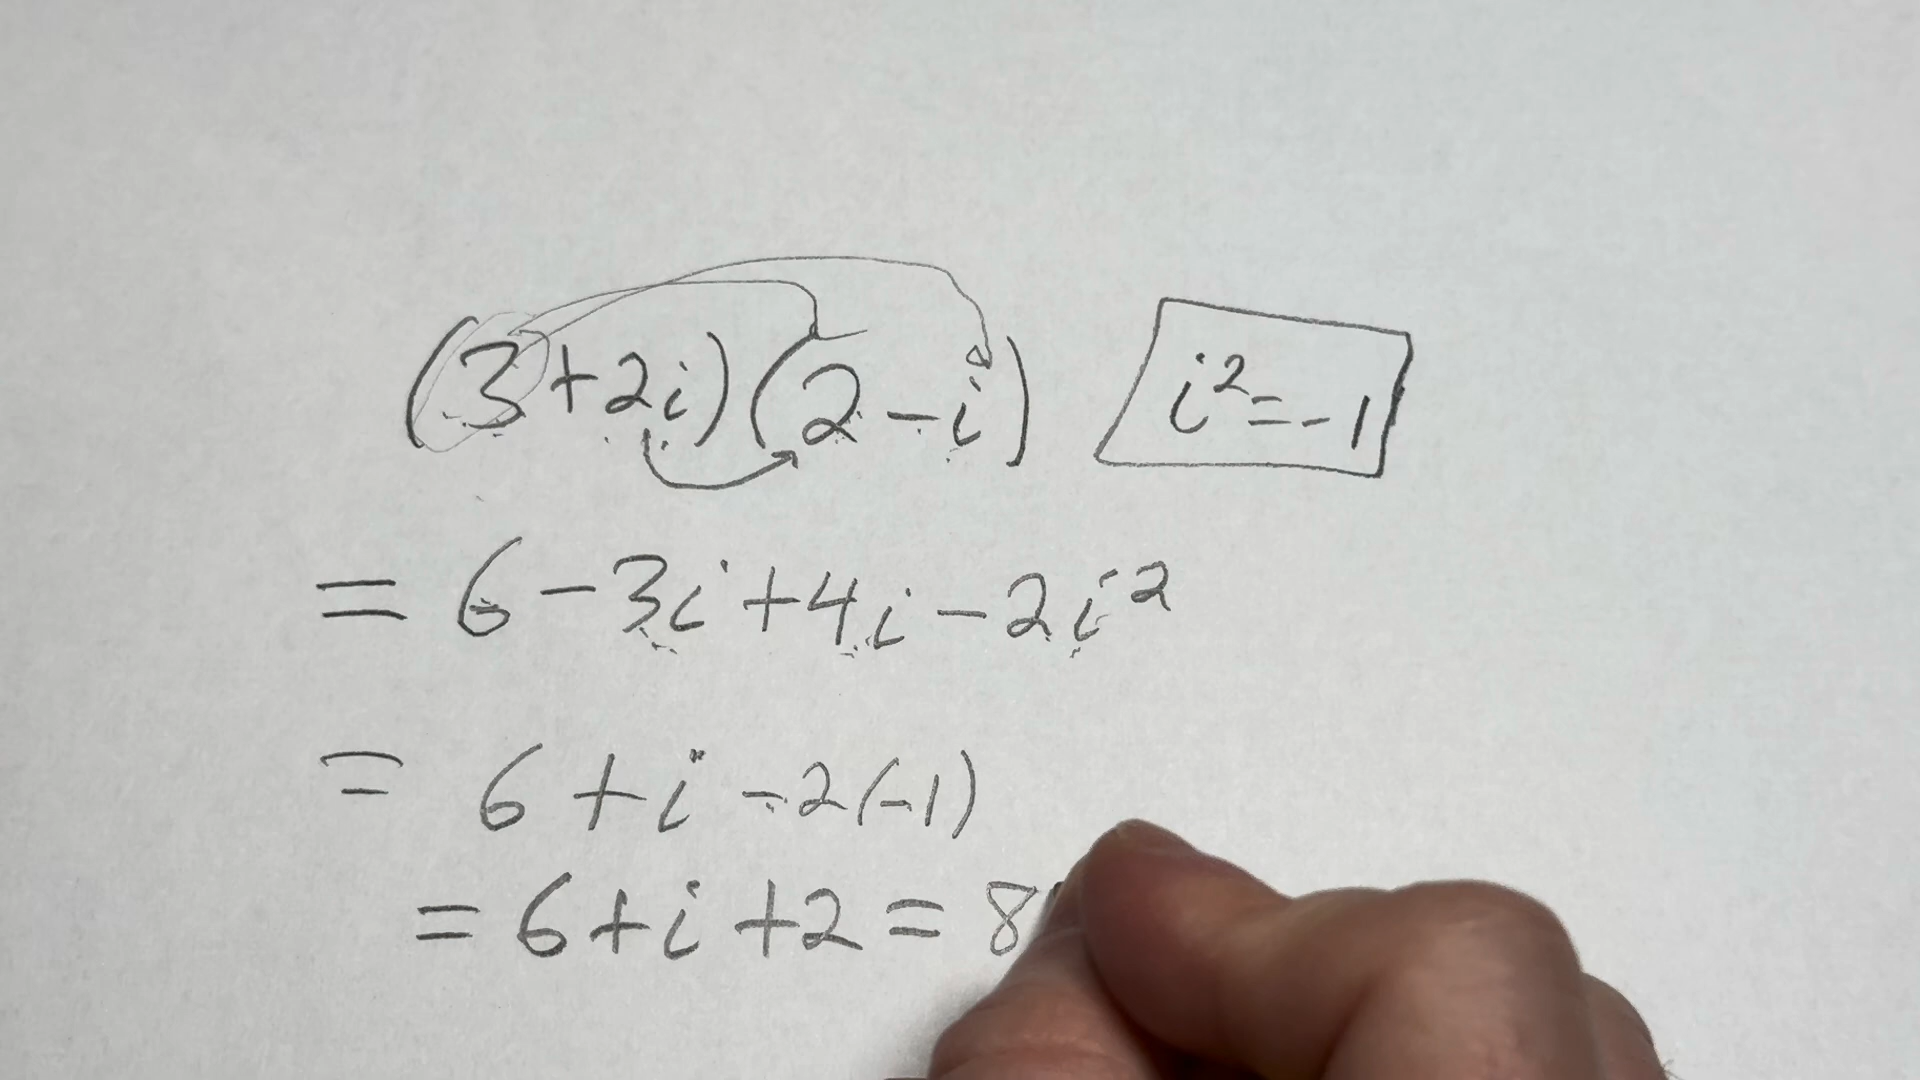 (3+2i)(2-i) i²=-1
= 6-3i+4i-2i²
= 6+i-2(-1)
= 6+i+2=8